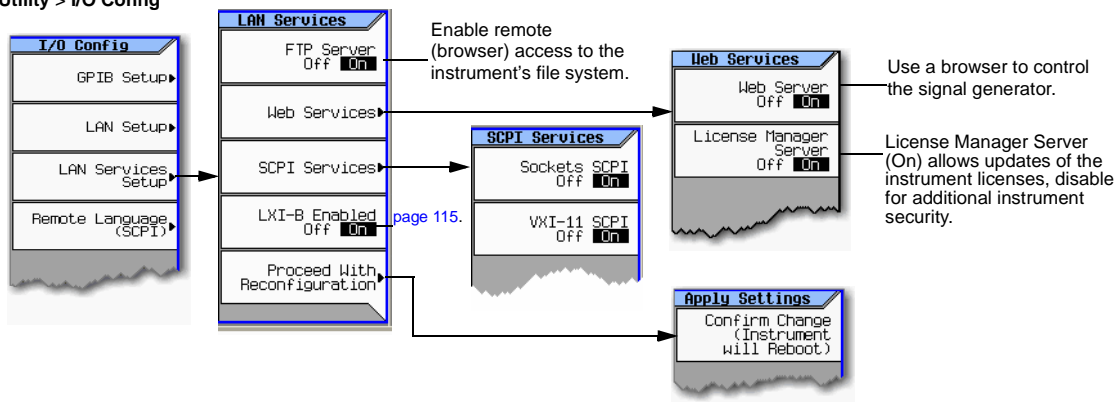 Utility > I/O Config
I/O Config
GPIB Setup
LAN Setup
LAN Services
Setup
Remote Language
(SCPI)
LAN Services
FTP Server
Off On
Web Services
SCPI Services
LXI-B Enabled
Off On
Proceed With
Reconfiguration
Enable remote
(browser) access to the
instrument's file system.
page 115.
SCPI Services
Sockets SCPI
Off On
VXI-11 SCPI
Off On
Web Services
Web Server
Off On
License Manager
Server
Off On
Use a browser to control
the signal generator.
License Manager Server
(On) allows updates of the
instrument licenses, disable
for additional instrument
security.
Apply Settings
Confirm Change
(Instrument
will Reboot)